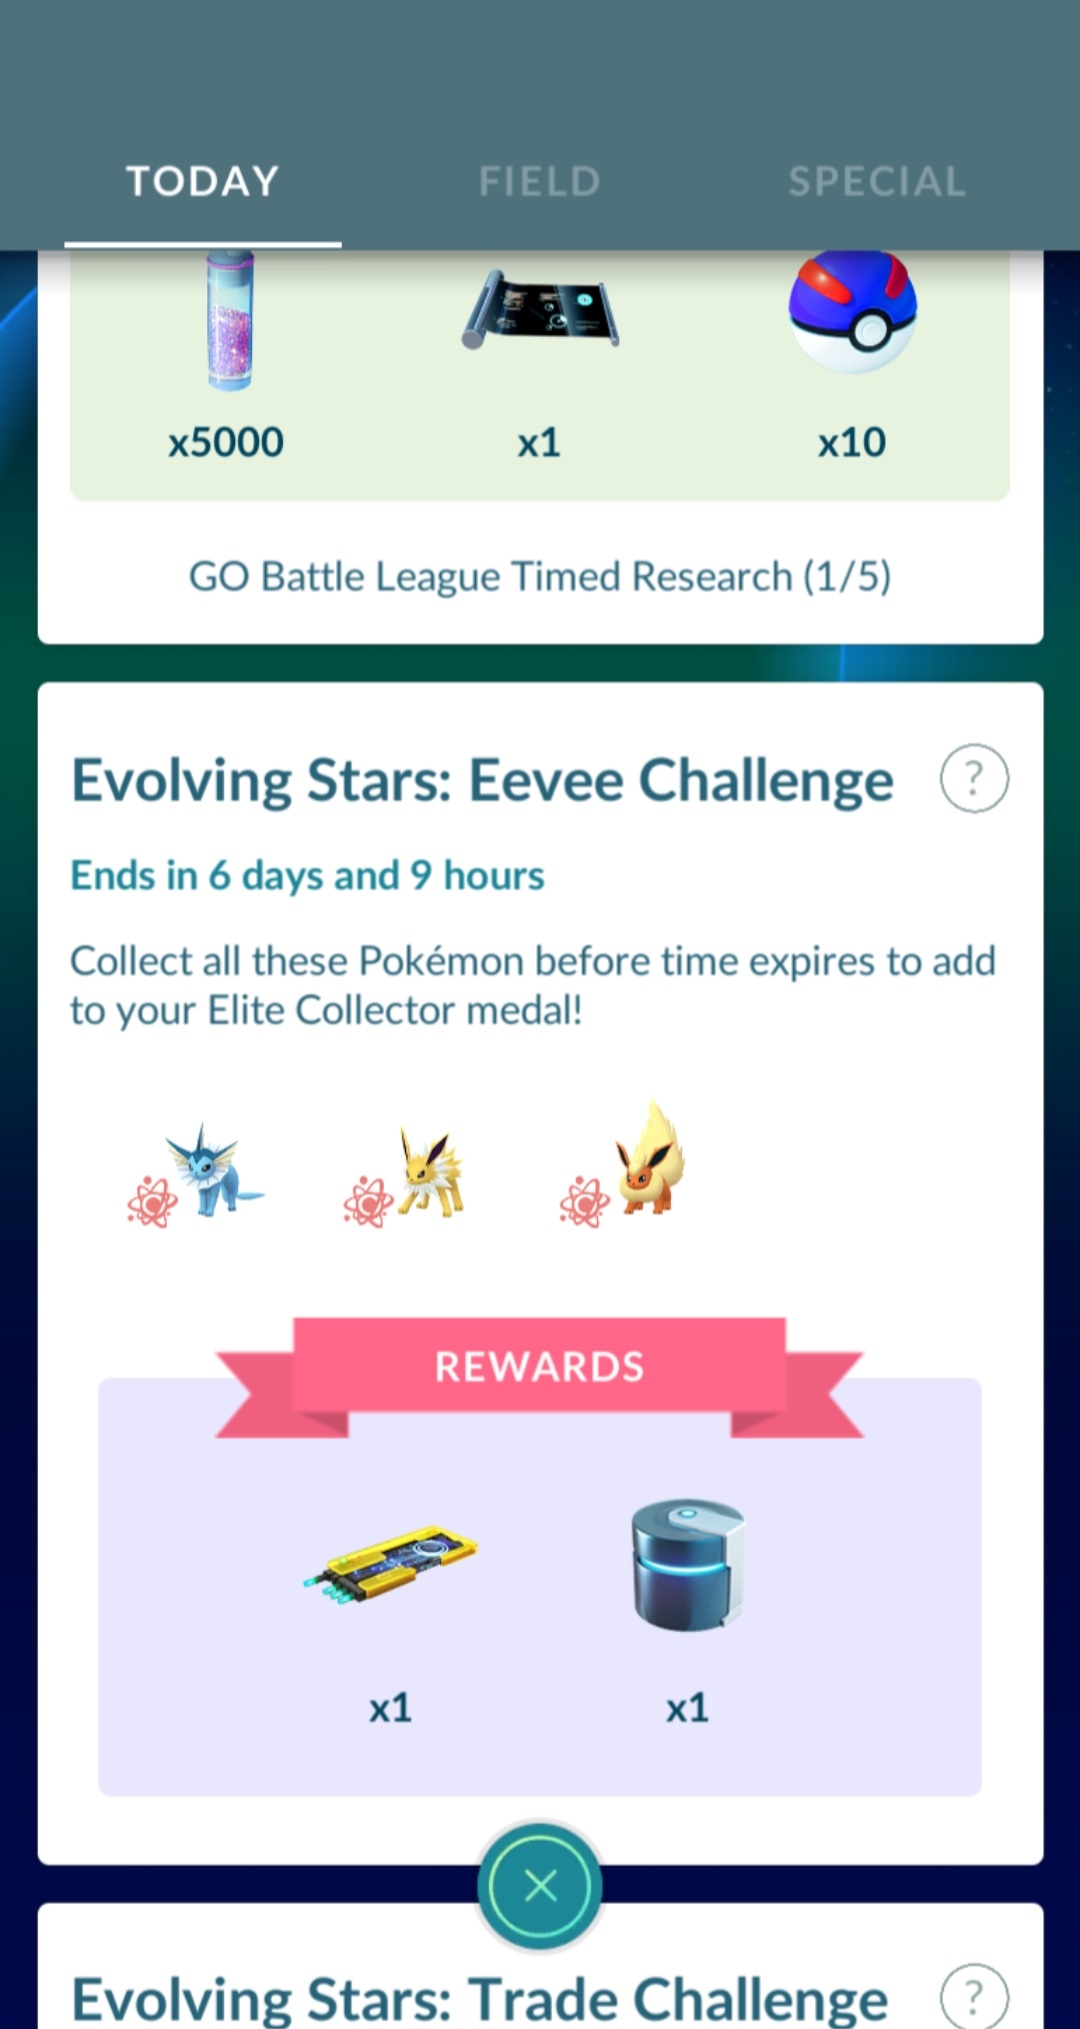 TODAY
FIELD
SPECIAL
x5000
x1
x10
GO Battle League Timed Research (1/5)
Evolving Stars: Eevee Challenge
?
Ends in 6 days and 9 hours
Collect all these Pokémon before time expires to add
to your Elite Collector medal!
REWARDS
x1
x1
Evolving Stars: Trade Challenge
?